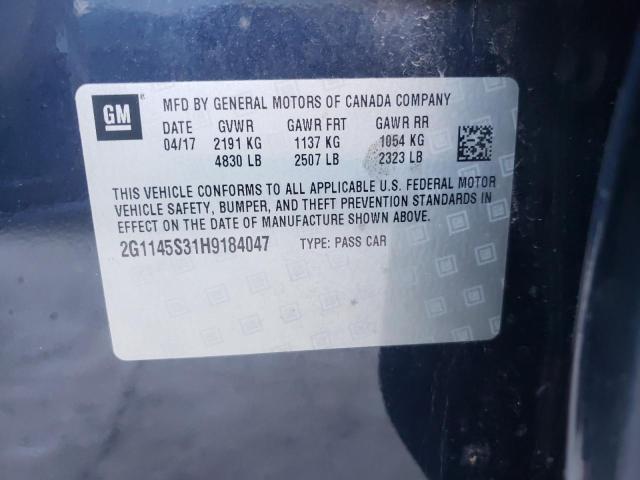 GM
®
MFD BY GENERAL MOTORS OF CANADA COMPANY
DATE GVWR GAWR FRT GAWR RR
04/17 2191 KG 1137 KG 1054 KG
4830 LB 2507 LB 2323 LB
THIS VEHICLE CONFORMS TO ALL APPLICABLE U.S. FEDERAL MOTOR
VEHICLE SAFETY, BUMPER, AND THEFT PREVENTION STANDARDS IN
EFFECT ON THE DATE OF MANUFACTURE SHOWN ABOVE.
2G1145S31H9184047 TYPE: PASS CAR